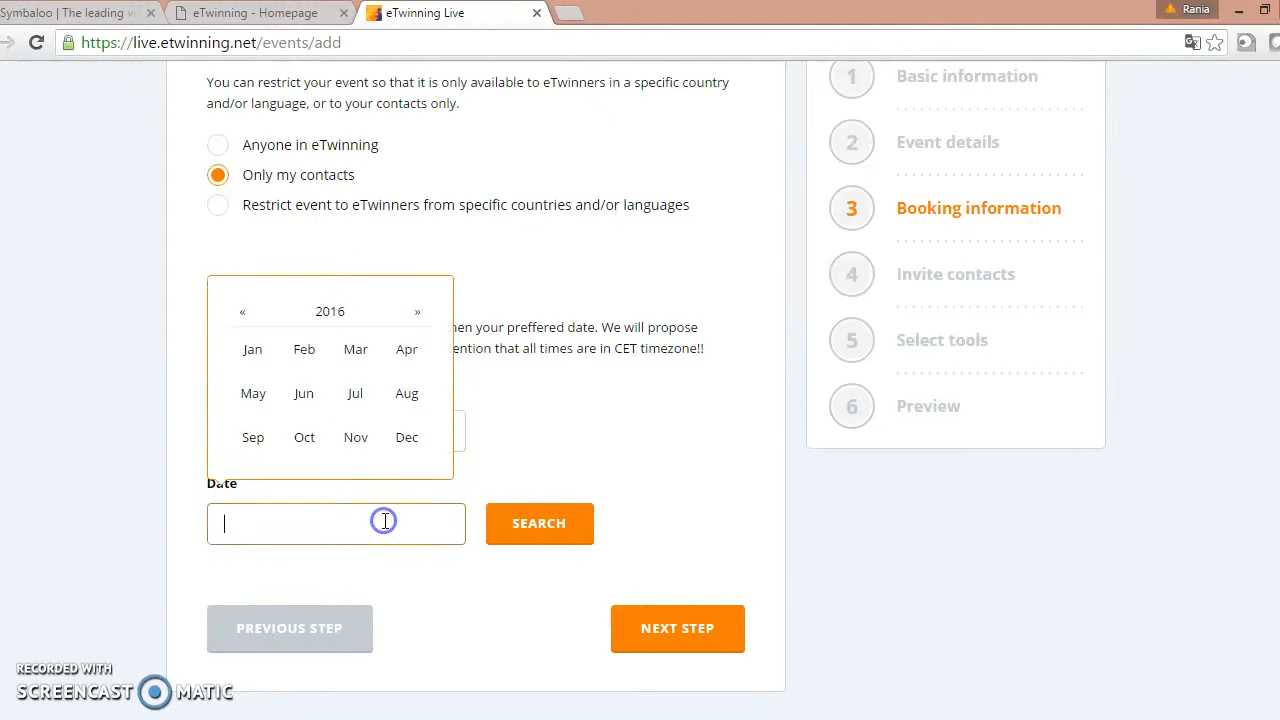 Symbaloo | The leading v
eTwinning - Homepage
eTwinning Live
Rania
https://live.etwinning.net/events/add
You can restrict your event so that it is only available to eTwinners in a specific country
and/or language, or to your contacts only.
Anyone in eTwinning
Only my contacts
Restrict event to eTwinners from specific countries and/or languages
« 2016 »
Jan Feb Mar Apr
May Jun Jul Aug
Sep Oct Nov Dec
hen your preffered date. We will propose
ention that all times are in CET timezone!!
Date
SEARCH
PREVIOUS STEP
NEXT STEP
1 Basic information
2 Event details
3 Booking information
4 Invite contacts
5 Select tools
6 Preview
RECORDED WITH
SCREENCAST MATIC